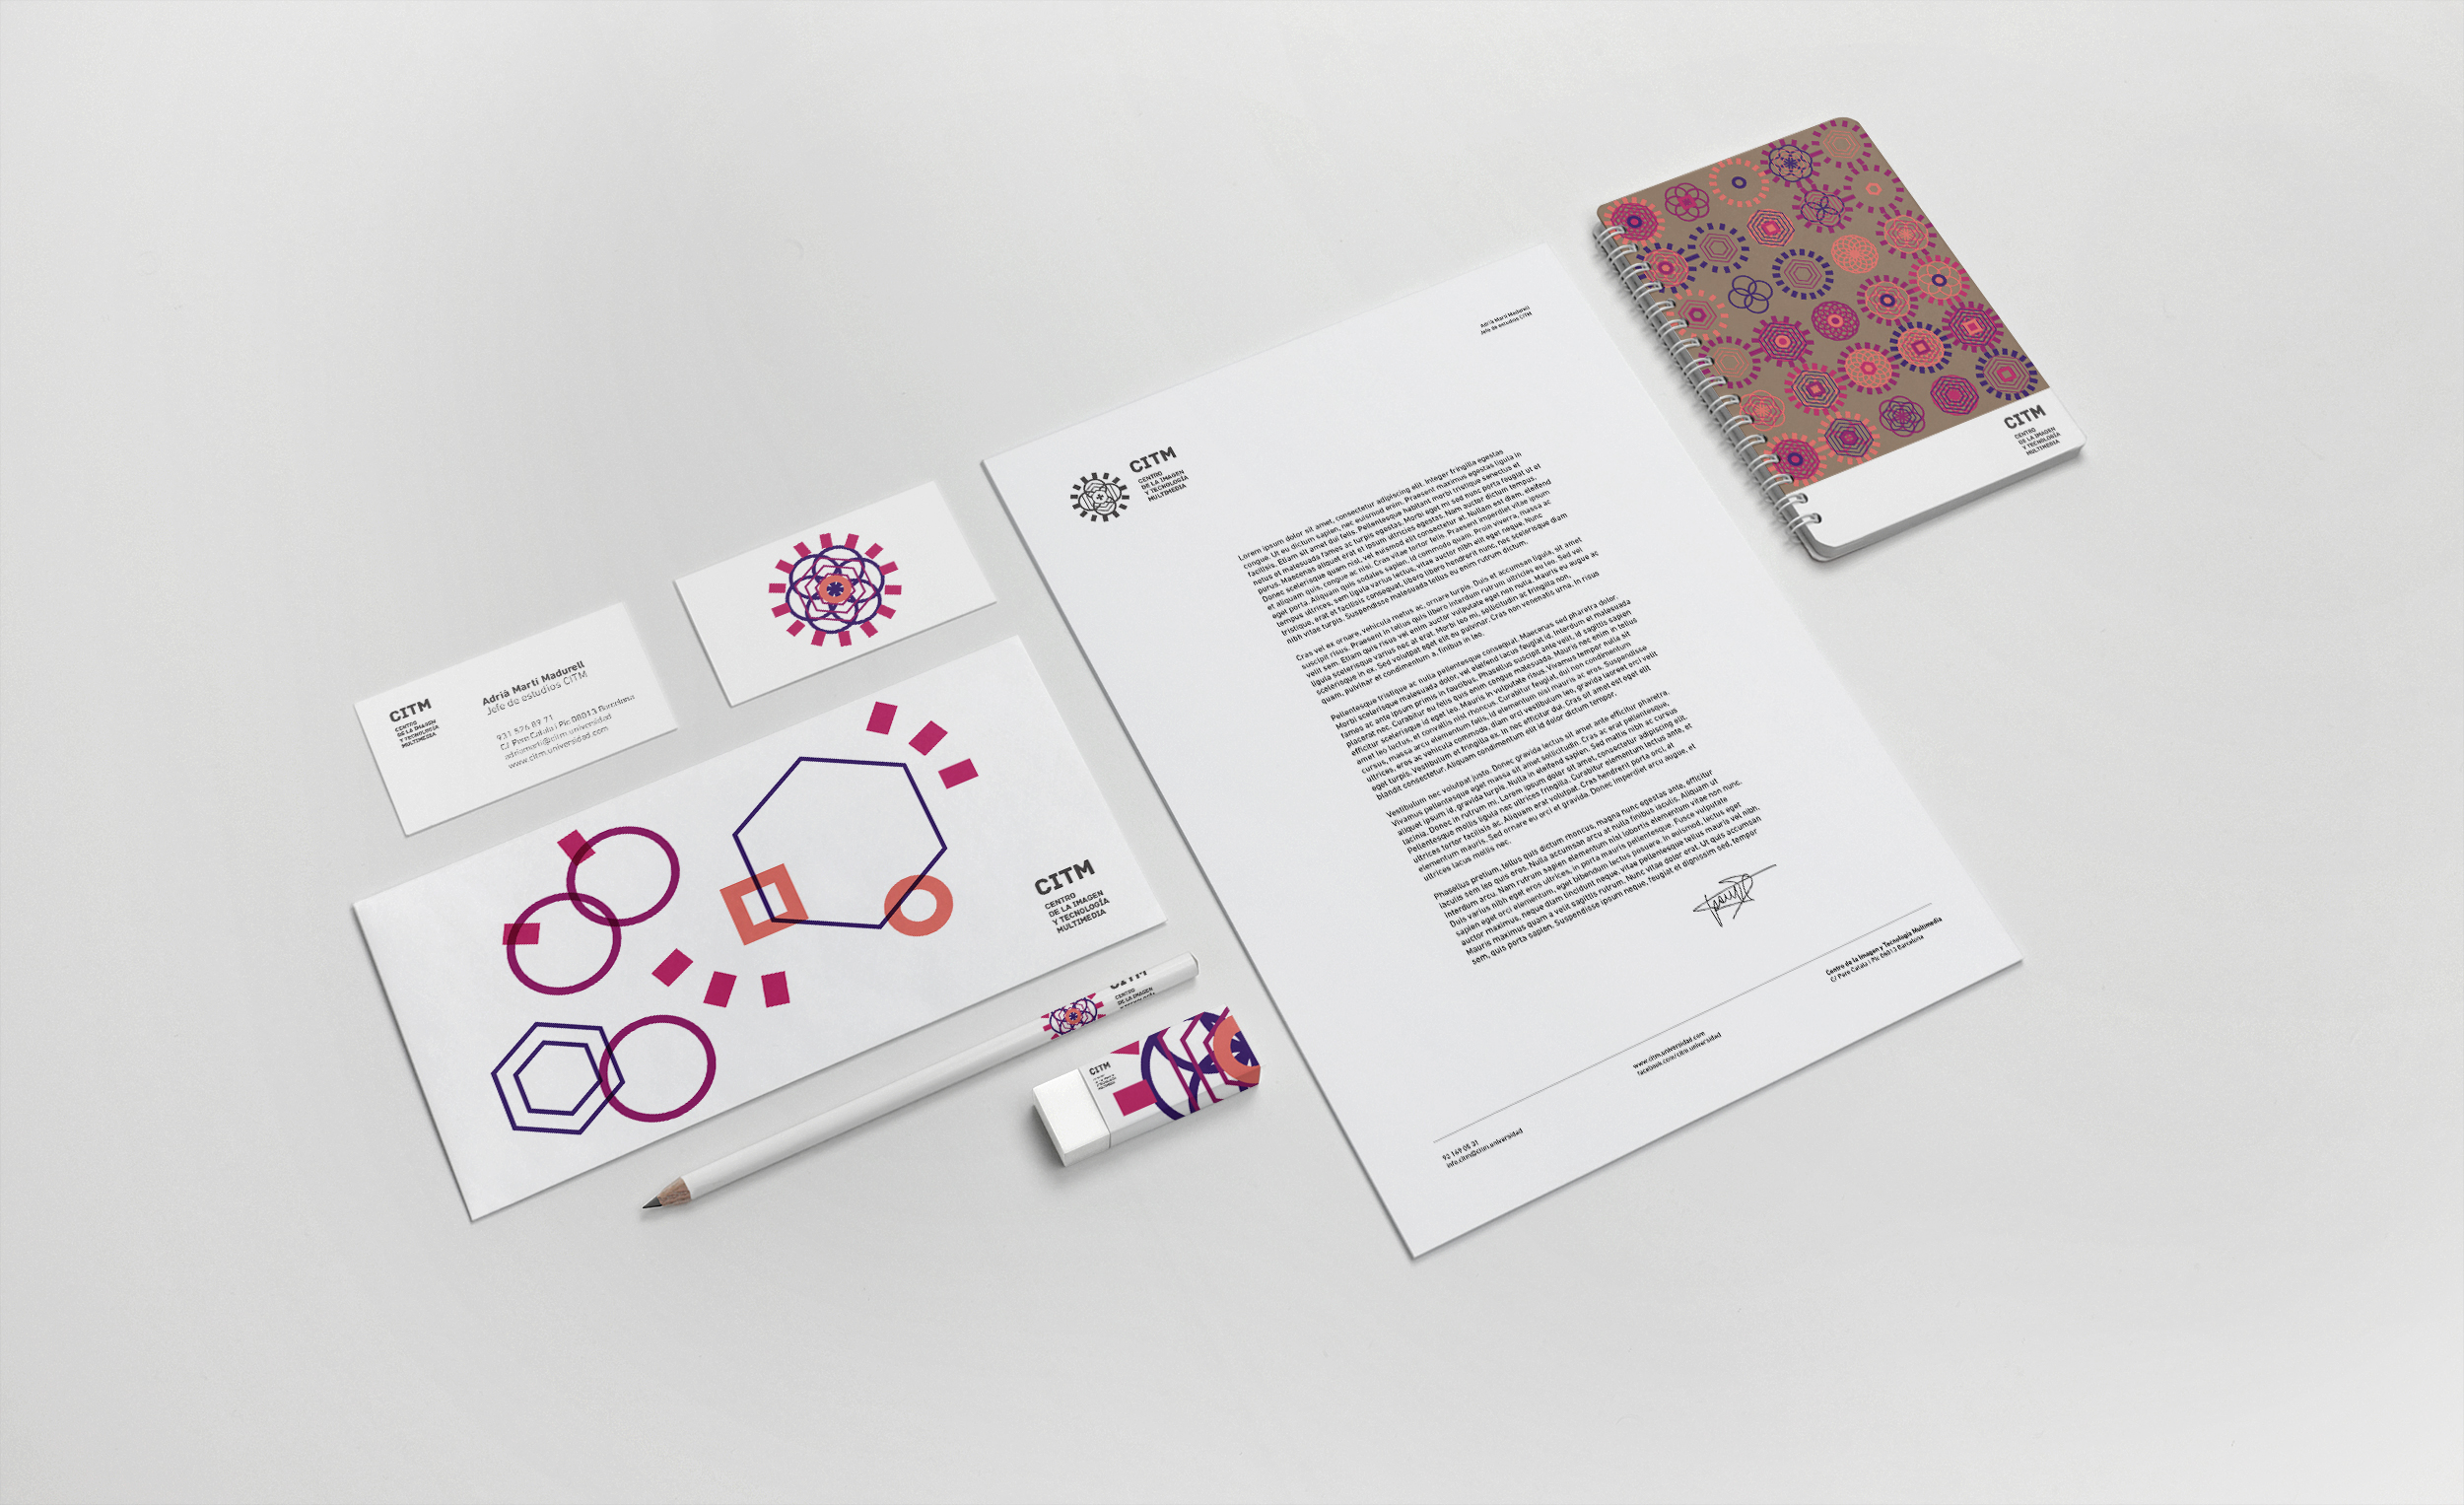 CITM
CENTRO
DE LA IMAGEN
Y TECNOLOGÍA
MULTIMEDIA
Adrià Martí Madurell
Jefe de estudios CITM
931 526 89 71
C/ Pere Català i Pic 08013 Barcelona
adriamarti@citm.universidad
www.citm.universidad.com
CITM
CENTRO
DE LA IMAGEN
Y TECNOLOGÍA
MULTIMEDIA
CENTRO
DE LA IMAGEN
CITM
CITM
CENTRO
DE LA IMAGEN
Y TECNOLOGÍA
MULTIMEDIA
Adrià Martí Madurell
Jefe de estudios CITM
Lorem ipsum dolor sit amet, consectetur adipiscing elit. Integer fringilla egestas
congue. Ut eu dictum sapien, nec euismod enim. Praesent maximus egestas ligula in
facilisis. Etiam sit amet dui felis. Pellentesque habitant morbi tristique senectus et
netus et malesuada fames ac turpis egestas. Morbi eget mi sed nunc porta feugiat ut et
purus. Maecenas aliquet erat et ipsum ultricies egestas. Nam auctor dictum tempus.
Donec scelerisque quam nisl, vel euismod elit consectetur at. Nullam est diam, eleifend
et aliquam quis, congue ac nisl. Cras vitae tortor felis. Praesent imperdiet vitae ipsum
eget porta. Aliquam quis sodales sapien, id commodo quam. Proin viverra, massa ac
tempus ultrices, sem ligula varius lectus, vitae auctor nibh elit eget neque. Nunc
tristique, erat et facilisis consequat, libero libero hendrerit nunc, nec scelerisque diam
nibh vitae turpis. Suspendisse malesuada tellus eu enim rutrum dictum.
Cras vel ex ornare, vehicula metus ac, ornare turpis. Duis et accumsan ligula, sit amet
suscipit risus. Praesent in tellus quis libero interdum rutrum ultricies eu leo. Sed vel
velit sem. Etiam quis risus vel enim auctor vulputate eget non nulla. Mauris eu augue ac
ligula scelerisque varius nec at erat. Morbi leo mi, sollicitudin ac fringilla non,
scelerisque in ex. Sed volutpat eget elit eu pulvinar. Cras non venenatis urna. In risus
quam, pulvinar et condimentum a, finibus in leo.
Pellentesque tristique ac nulla pellentesque consequat. Maecenas sed pharetra dolor.
Morbi scelerisque malesuada dolor, vel eleifend lacus feugiat id. Interdum et malesuada
fames ac ante ipsum primis in faucibus. Phasellus suscipit ante velit, id sagittis sapien
placerat nec. Curabitur eu felis quis enim congue malesuada. Mauris nec enim in tellus
efficitur scelerisque id eget leo. Mauris in vulputate risus. Vivamus tempor nulla sit
amet leo luctus, et convallis nisl rhoncus. Curabitur feugiat, dui non condimentum
cursus, massa arcu elementum felis, id elementum nisl mauris ac eros. Suspendisse
ultrices, eros ac vehicula commodo, diam orci vestibulum leo, gravida laoreet orci velit
eget turpis. Vestibulum et fringilla ex. In nec efficitur dui. Cras sit amet est eget elit
blandit consectetur. Aliquam condimentum elit id dolor dictum tempor.
Vestibulum nec volutpat justo. Donec gravida lectus sit amet ante efficitur pharetra.
Vivamus pellentesque eget massa sit amet sollicitudin. Cras ac erat pellentesque,
aliquet ipsum id, gravida turpis. Nulla in eleifend sapien. Sed mattis nibh ac cursus
lacinia. Donec in rutrum mi. Lorem ipsum dolor sit amet, consectetur adipiscing elit.
Pellentesque mollis ligula nec ultrices fringilla. Curabitur elementum lectus ante, et
ultrices tortor facilisis ac. Aliquam erat volutpat. Cras hendrerit porta orci, at
elementum mauris. Sed ornare eu orci et gravida. Donec imperdiet arcu augue, et
ultrices lacus mollis nec.
Phasellus pretium, tellus quis dictum rhoncus, magna nunc egestas ante, efficitur
iaculis sem leo quis eros. Nulla accumsan arcu at nulla finibus iaculis. Aliquam ut
interdum arcu. Nam rutrum sapien elementum nisl lobortis elementum vitae non nunc.
Duis varius nibh eget eros ultrices, in porta mauris pellentesque. Fusce vulputate
sapien eget orci elementum, eget bibendum lectus posuere. In euismod, lectus eget
auctor maximus, neque diam tincidunt neque, vitae pellentesque tellus mauris vel nibh.
Mauris maximus quam a velit sagittis rutrum. Nunc vitae dolor erat. Ut quis accumsan
sem, quis porta sapien. Suspendisse ipsum neque, feugiat et dignissim sed, tempor
93 169 05 31
info.citm@citm.universidad
www.citm.universidad.com
facebook.com/citm.universidad
Centro de la Imagen y Tecnología Multimedia
C/ Pere Català i Pic 08013 Barcelona
CITM
CENTRO
DE LA IMAGEN
Y TECNOLOGÍA
MULTIMEDIA